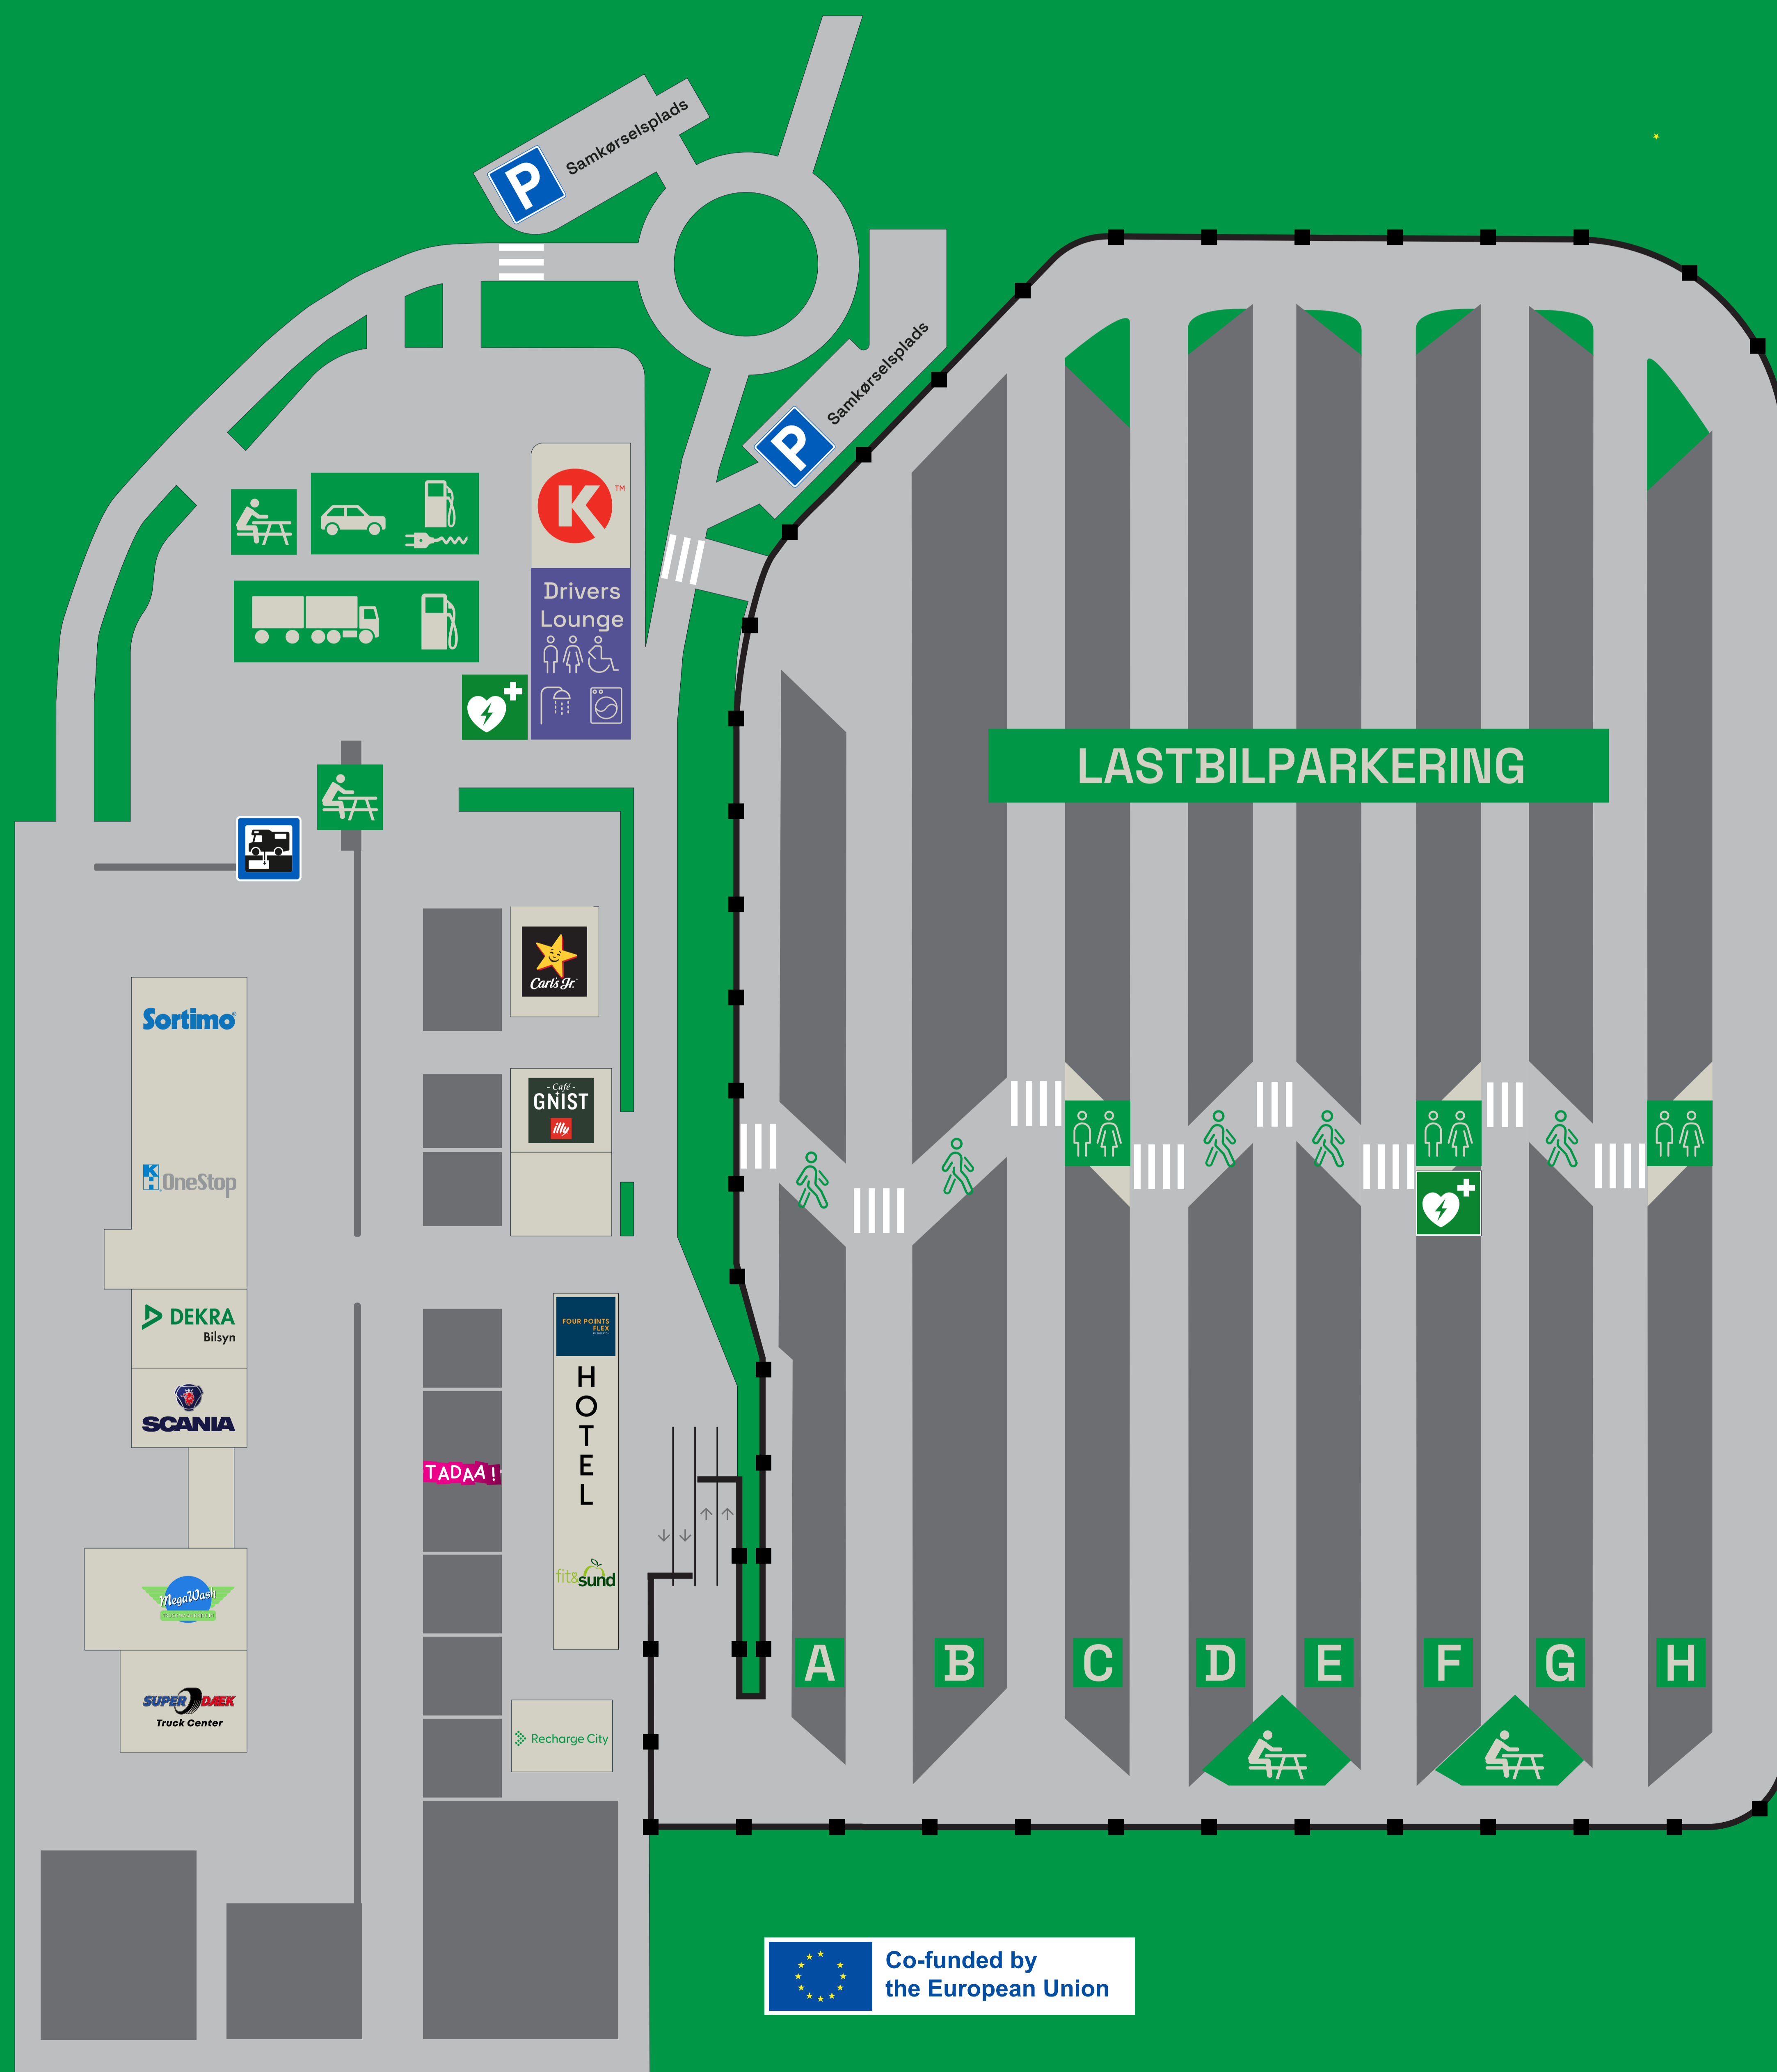 Samkørselsplads
P
Samkørselsplads
P
K
TM
Drivers
Lounge
LASTBILPARKERING
Carl's Jr.
- Café -
GNIST
illy
Sortimo
OneStop
DEKRA
Bilsyn
SCANIA
FOUR POINTS
FLEX
H
O
T
E
L
TADAA!
fit&sund
MegaWash
SUPER DÆK
Truck Center
Recharge City
A B C D E F G H
Co-funded by
the European Union